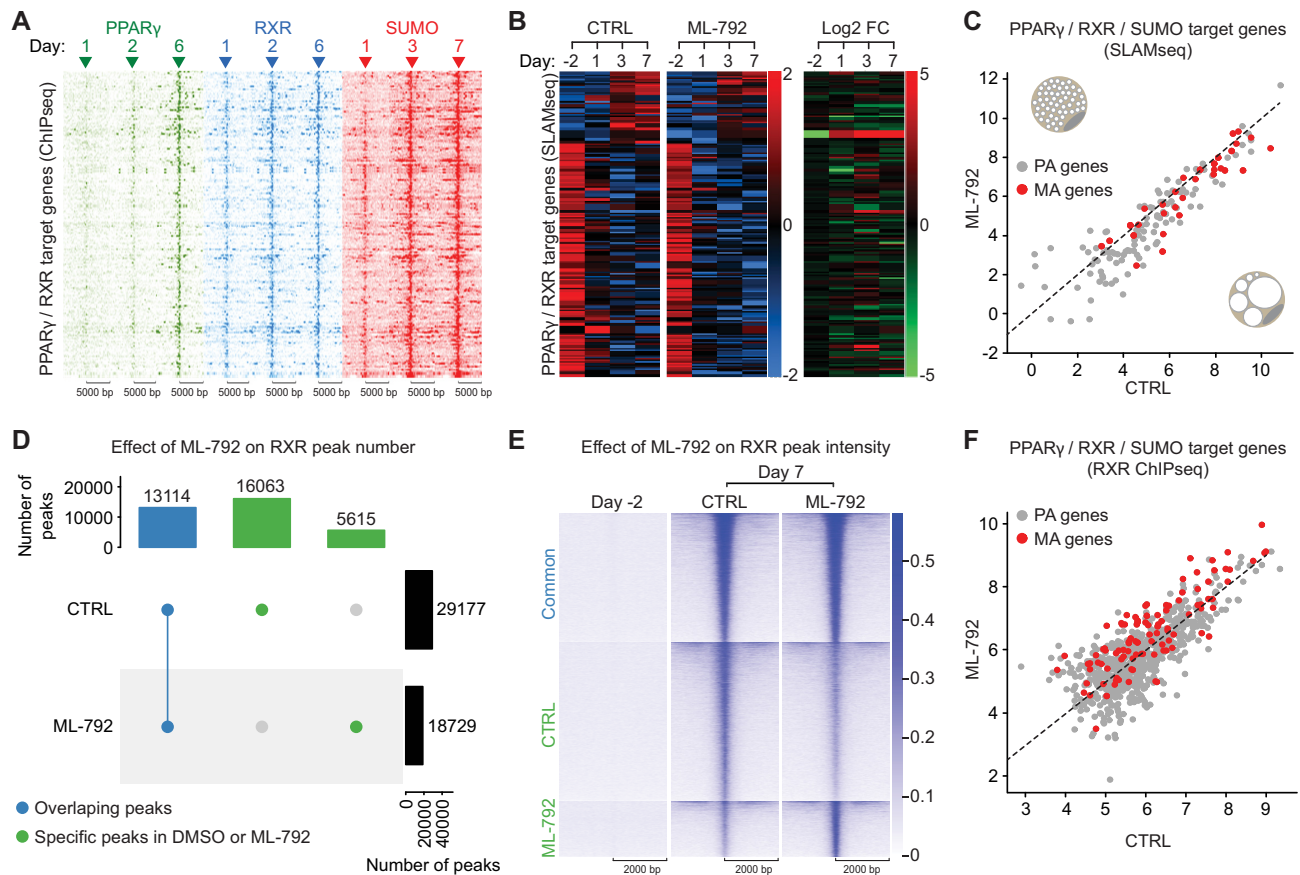 A
PPARγ RXR SUMO
Day: 1 2 6 1 2 6 1 3 7
PPARγ / RXR target genes (ChIPseq)
5000 bp 5000 bp 5000 bp 5000 bp 5000 bp 5000 bp 5000 bp 5000 bp 5000 bp
B
CTRL ML-792 Log2 FC
Day: -2 1 3 7 -2 1 3 7 -2 1 3 7
PPARγ / RXR target genes (SLAMseq)
2
0
-2
5
0
-5
C
PPARγ / RXR / SUMO target genes
(SLAMseq)
12
10
8
6
4
2
0
-2
ML-792
PA genes
MA genes
0 2 4 6 8 10
CTRL
D
Effect of ML-792 on RXR peak number
Number of
peaks
20000
10000
0
13114
16063
5615
CTRL
29177
ML-792
18729
Overlaping peaks
Specific peaks in DMSO or ML-792
0
20000
40000
Number of peaks
E
Effect of ML-792 on RXR peak intensity
Day 7
Day -2 CTRL ML-792
Common
CTRL
ML-792
0.5
0.4
0.3
0.2
0.1
0
2000 bp 2000 bp 2000 bp
F
PPARγ / RXR / SUMO target genes
(RXR ChIPseq)
PA genes
MA genes
10
8
6
4
2
ML-792
3 4 5 6 7 8 9
CTRL